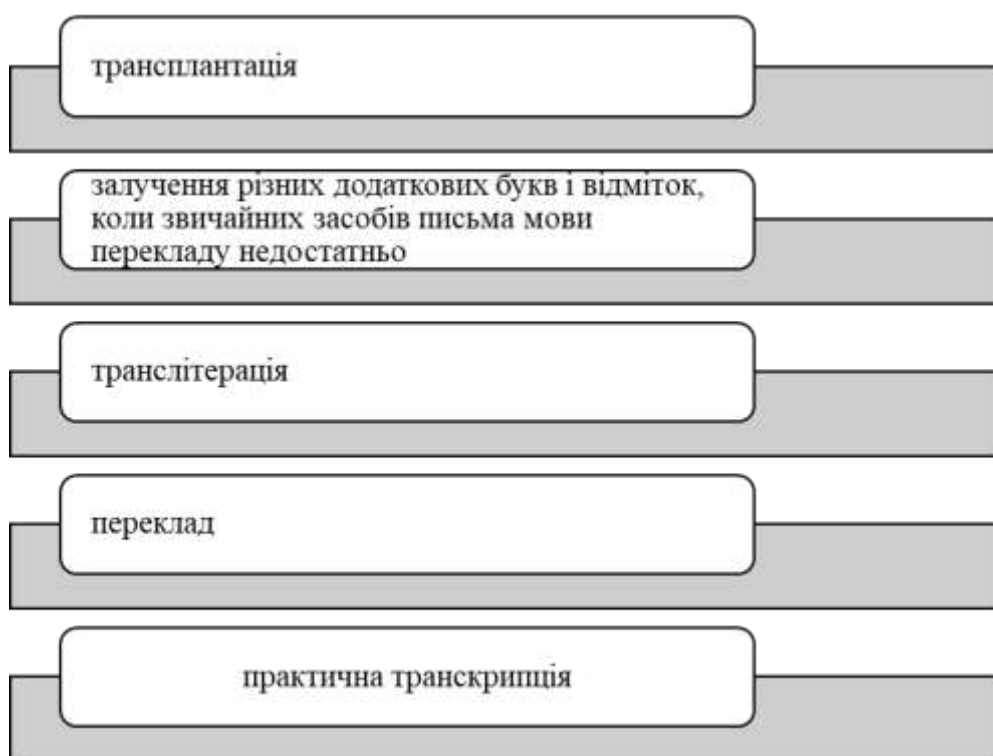 трансплантація
залучення різних додаткових букв і відміток,
коли звичайних засобів письма мови
перекладу недостатньо
транслітерація
переклад
практична транскрипція